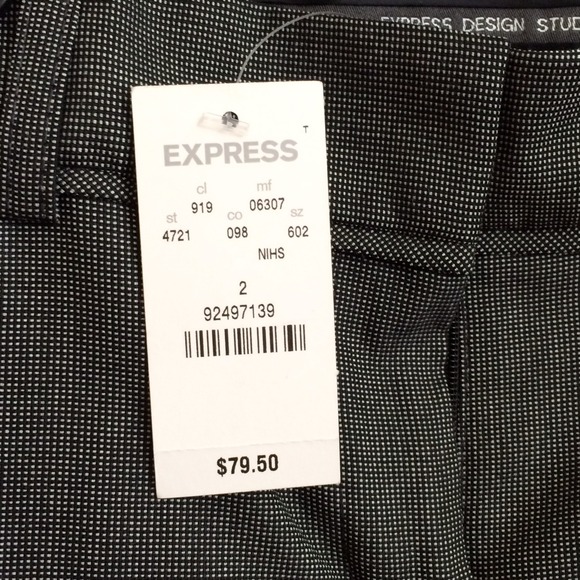 EXPRESS DESIGN STUD
T
EXPRESS
cl mf
919 06307
st co sz
4721 098 602
NIHS
2
92497139
$79.50